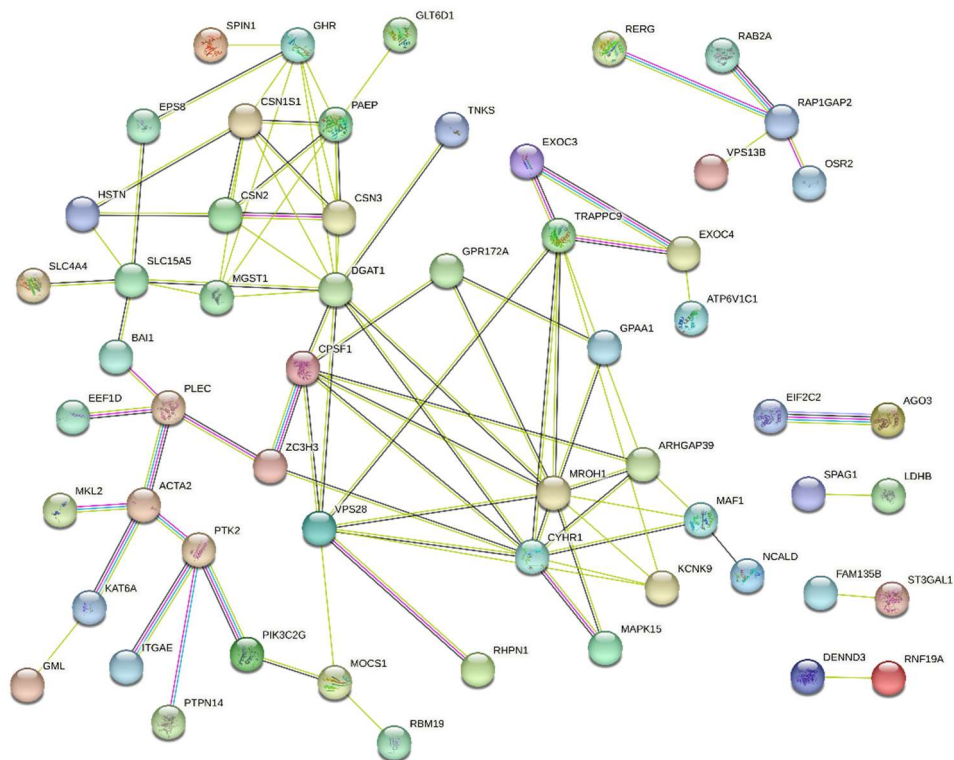 SPIN1
GHR
GLT6D1
RERG
RAB2A
EPS8
CSN1S1
PAEP
TNKS
RAP1GAP2
EXOC3
VPS13B
OSR2
HSTN
CSN2
CSN3
TRAPPC9
EXOC4
SLC4A4
SLC15A5
MGST1
DGAT1
GPR172A
ATP6V1C1
BAI1
CPSF1
GPAA1
EEF1D
PLEC
EIF2C2
AGO3
ZC3H3
ARHGAP39
MKL2
ACTA2
MROH1
MAF1
SPAG1
LDHB
VPS28
PTK2
CYHR1
NCALD
KAT6A
KCNK9
FAM135B
ST3GAL1
GML
ITGAE
PIK3C2G
MOCS1
RHPN1
MAPK15
DENND3
RNF19A
PTPN14
RBM19